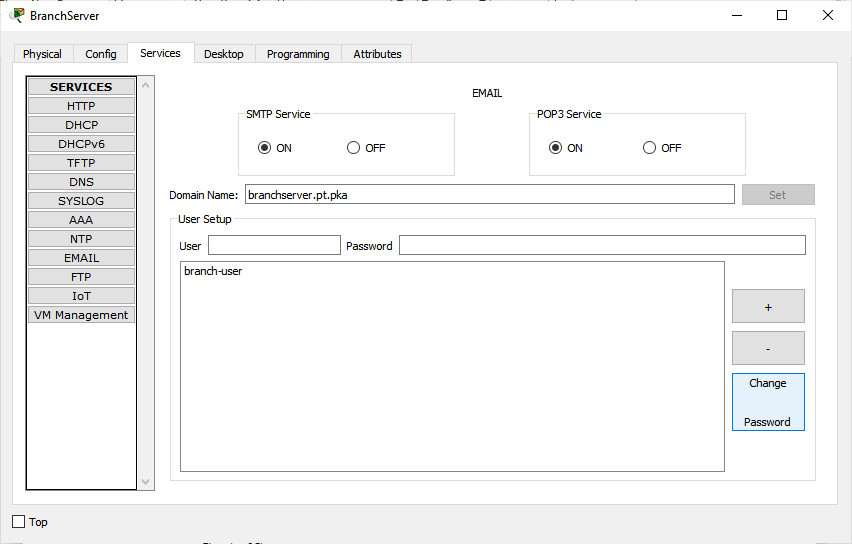 BranchServer
Physical Config Services Desktop Programming Attributes
SERVICES
HTTP
DHCP
DHCPv6
TFTP
DNS
SYSLOG
AAA
NTP
EMAIL
FTP
IoT
VM Management
EMAIL
SMTP Service
ON OFF
POP3 Service
ON OFF
Domain Name: branchserver.pt.pka Set
User Setup
User Password
branch-user
+
-
Change
Password
Top